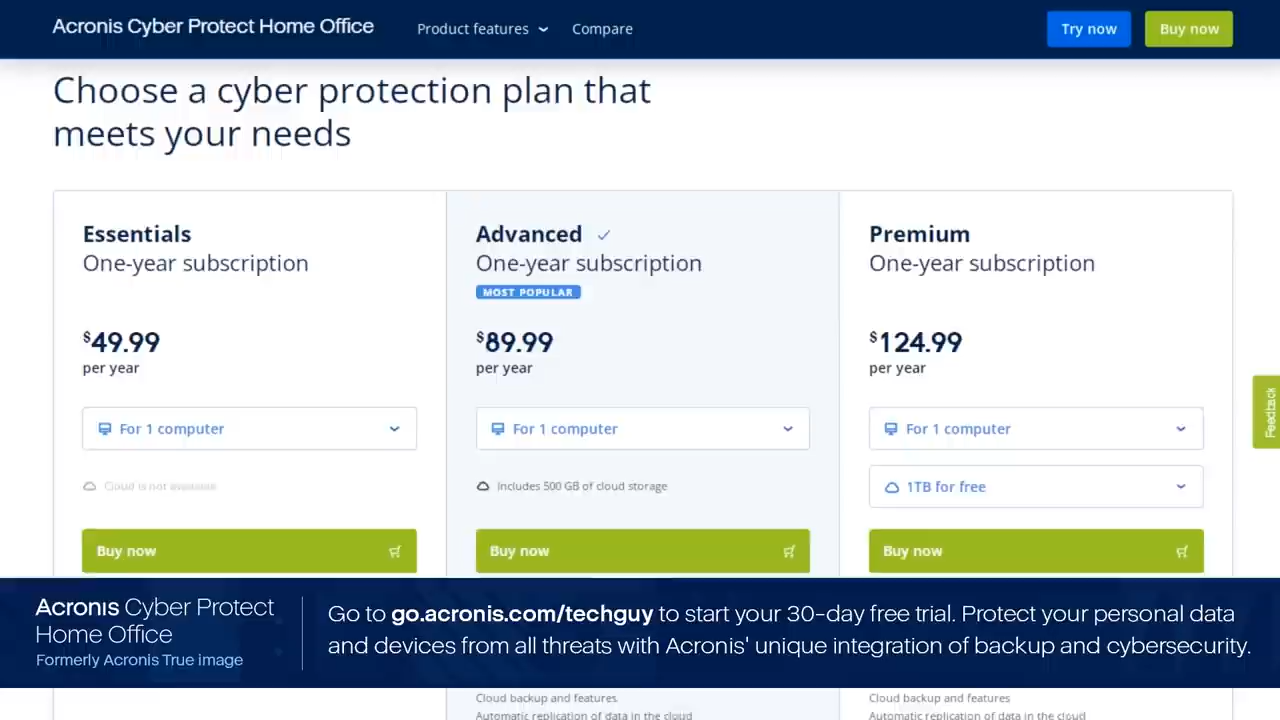 Acronis Cyber Protect Home Office
Product features
Compare
Try now
Buy now
Choose a cyber protection plan that
meets your needs
Essentials
One-year subscription
$49.99
per year
For 1 computer
Cloud is not available
Buy now
Advanced
One-year subscription
MOST POPULAR
$89.99
per year
For 1 computer
Includes 500 GB of cloud storage
Buy now
Premium
One-year subscription
$124.99
per year
For 1 computer
1TB for free
Buy now
Feedback
Acronis Cyber Protect
Home Office
Formerly Acronis True image
Go to go.acronis.com/techguy to start your 30-day free trial. Protect your personal data
and devices from all threats with Acronis' unique integration of backup and cybersecurity.
Cloud backup and features
Automatic replication of data in the cloud
Cloud backup and features
Automatic replication of data in the cloud